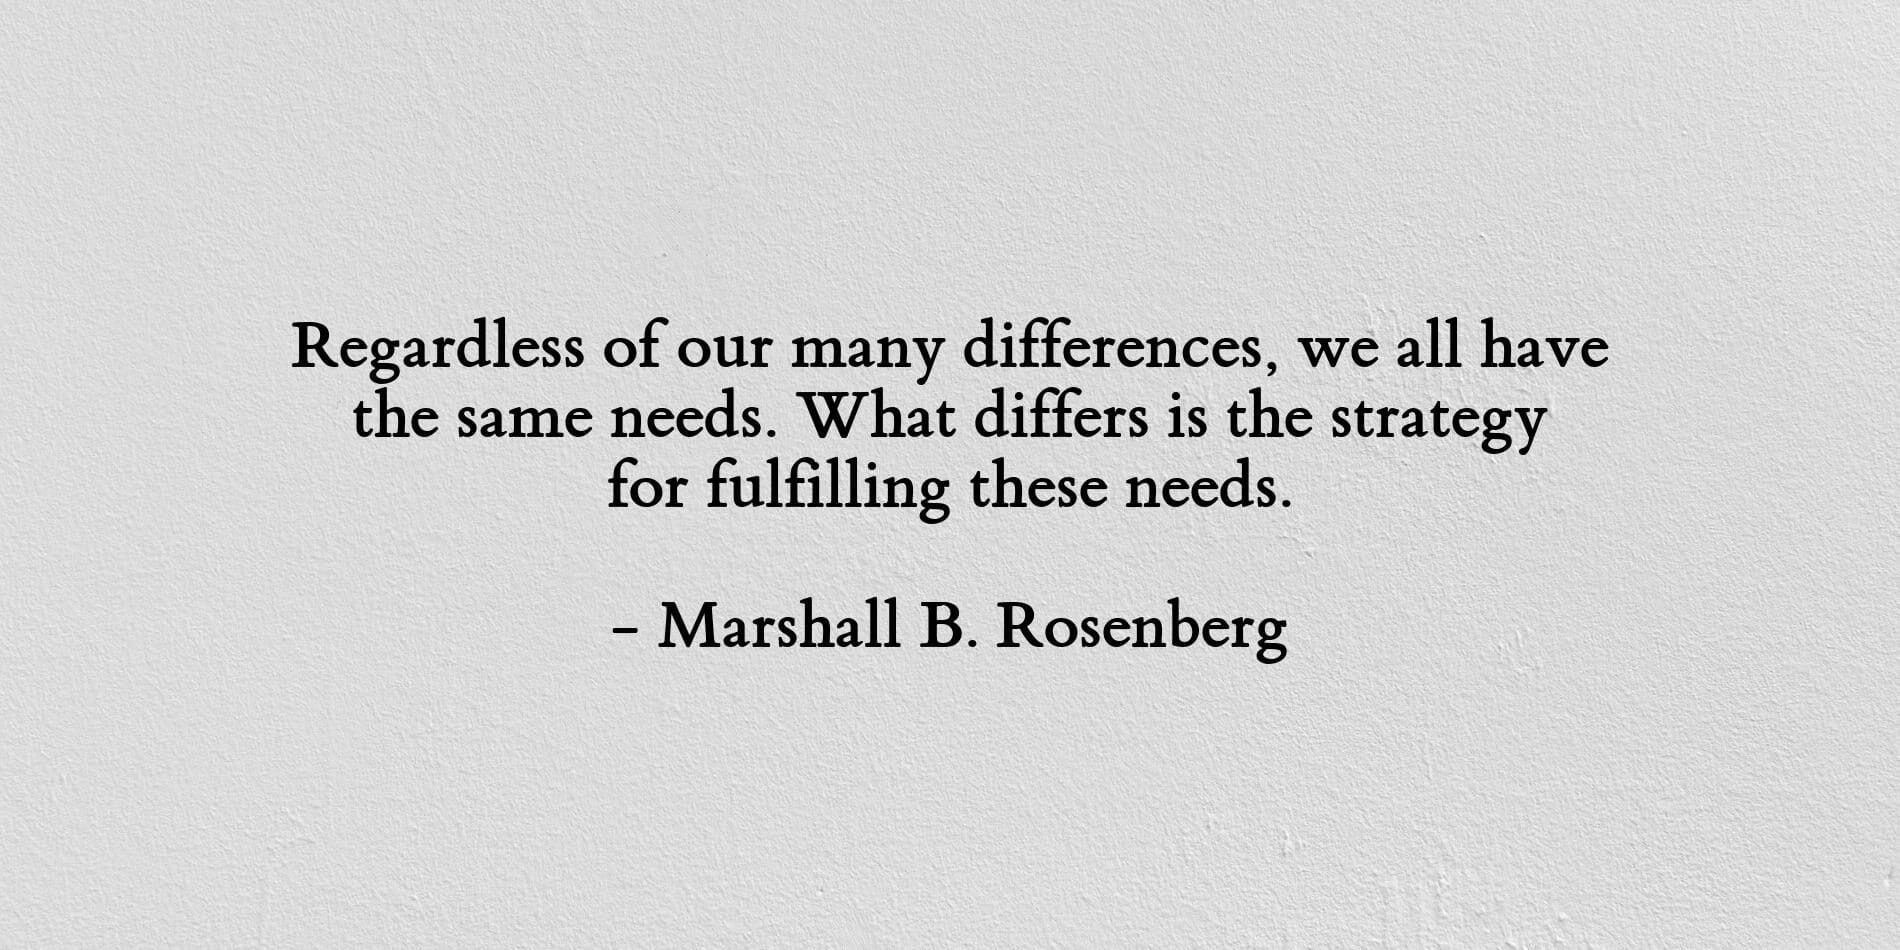 Regardless of our many differences, we all have
the same needs. What differs is the strategy
for fulfilling these needs.
– Marshall B. Rosenberg